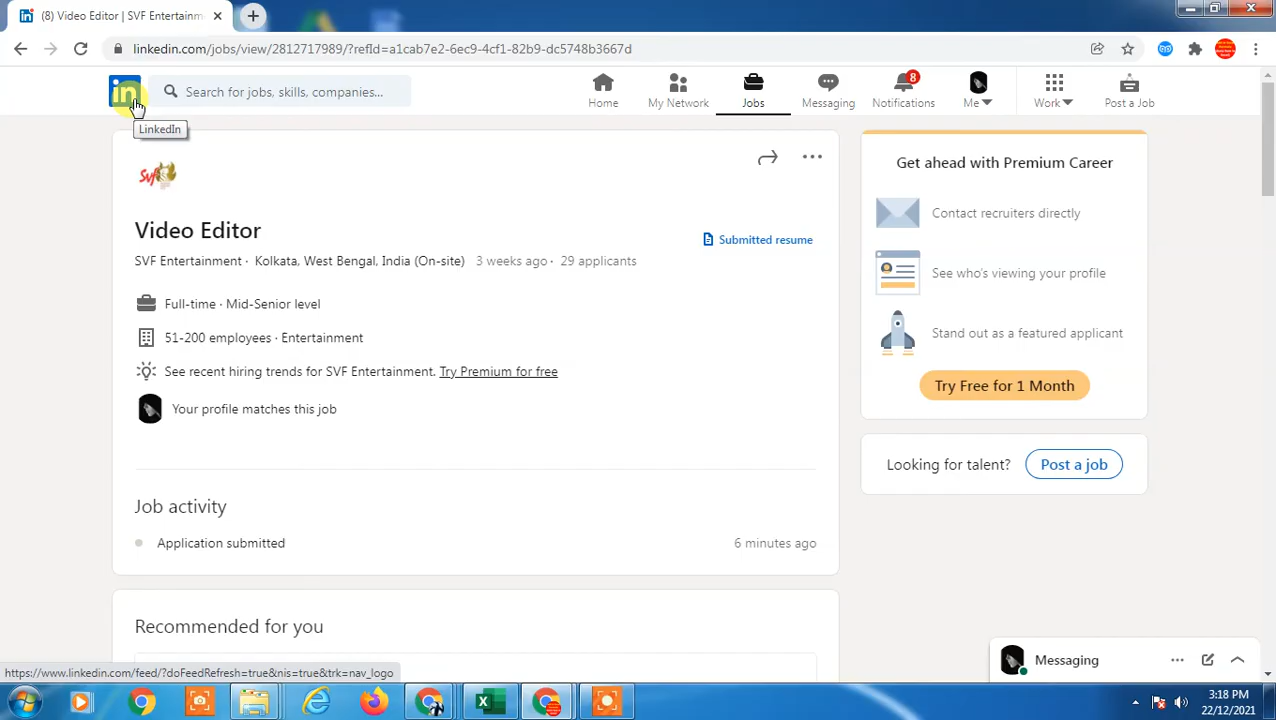 (8) Video Editor | SVF Entertainm
linkedin.com/jobs/view/2812717989/?refId=a1cab7e2-6ec9-4cf1-82b9-dc5748b3667d
in
Search for jobs, skills, companies...
Home
My Network
Jobs
Messaging
8
Notifications
Me
Work
Post a Job
LinkedIn
Svf
Video Editor
Submitted resume
SVF Entertainment · Kolkata, West Bengal, India (On-site) 3 weeks ago · 29 applicants
Full-time · Mid-Senior level
51-200 employees · Entertainment
See recent hiring trends for SVF Entertainment. Try Premium for free
Your profile matches this job
Job activity
Application submitted 6 minutes ago
Recommended for you
Get ahead with Premium Career
Contact recruiters directly
See who's viewing your profile
Stand out as a featured applicant
Try Free for 1 Month
Looking for talent? Post a job
Messaging
https://www.linkedin.com/feed/?doFeedRefresh=true&nis=true&trk=nav_logo
3:18 PM
22/12/2021